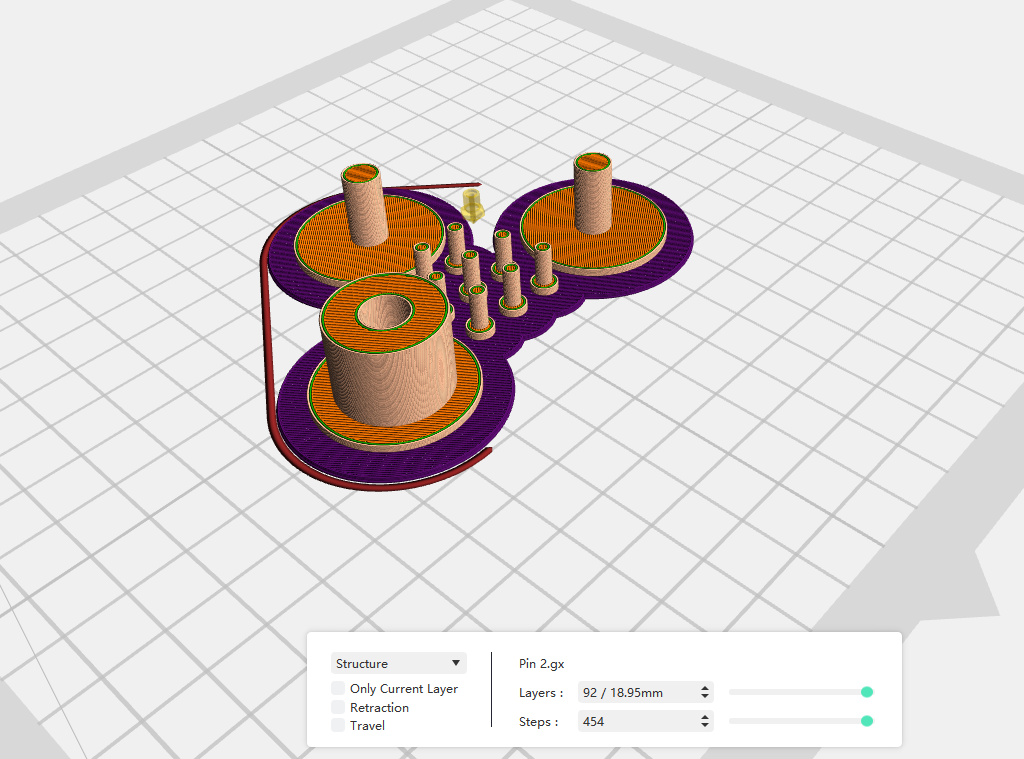 Structure
Only Current Layer
Retraction
Travel
Pin 2.gx
Layers : 92 / 18.95mm
Steps : 454